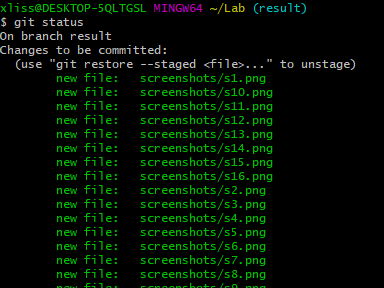 xliss@DESKTOP-5QLTGSL MINGW64 ~/Lab (result)
$ git status
On branch result
Changes to be committed:
  (use "git restore --staged <file>..." to unstage)
        new file:   screenshots/s1.png
        new file:   screenshots/s10.png
        new file:   screenshots/s11.png
        new file:   screenshots/s12.png
        new file:   screenshots/s13.png
        new file:   screenshots/s14.png
        new file:   screenshots/s15.png
        new file:   screenshots/s16.png
        new file:   screenshots/s2.png
        new file:   screenshots/s3.png
        new file:   screenshots/s4.png
        new file:   screenshots/s5.png
        new file:   screenshots/s6.png
        new file:   screenshots/s7.png
        new file:   screenshots/s8.png
        new file:   screenshots/s9.png